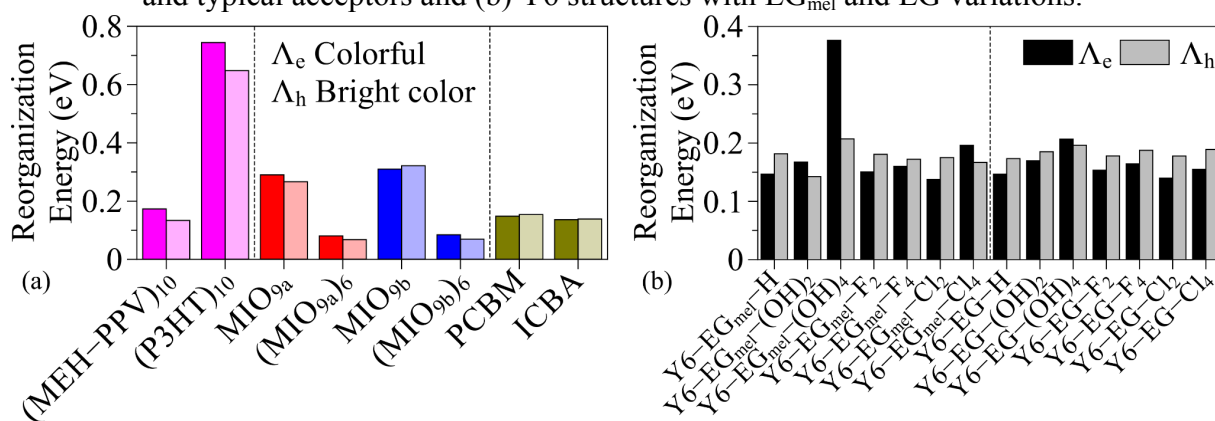 and typical acceptors and (b) Y6 structures with EGmel and EG variations.
Reorganization
Energy (eV)
0.8
0.6
0.4
0.2
0
Λe Colorful
Λh Bright color
(a)
(MEH−PPV)10
(P3HT)10
MIO9a
(MIO9a)6
MIO9b
(MIO9b)6
PCBM
ICBA
Reorganization
Energy (eV)
0.4
0.3
0.2
0.1
0
Λe
Λh
(b)
Y6−EGmel−H
Y6−EGmel−(OH)2
Y6−EGmel−(OH)4
Y6−EGmel−F2
Y6−EGmel−F4
Y6−EGmel−Cl2
Y6−EGmel−Cl4
Y6−EG−H
Y6−EG−(OH)2
Y6−EG−(OH)4
Y6−EG−F2
Y6−EG−F4
Y6−EG−Cl2
Y6−EG−Cl4